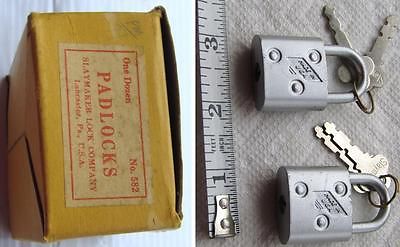 One Dozen No. 582
PADLOCKS
SLAYMAKER LOCK COMPANY
Lancaster, Pa., U.S.A.
1
2
3